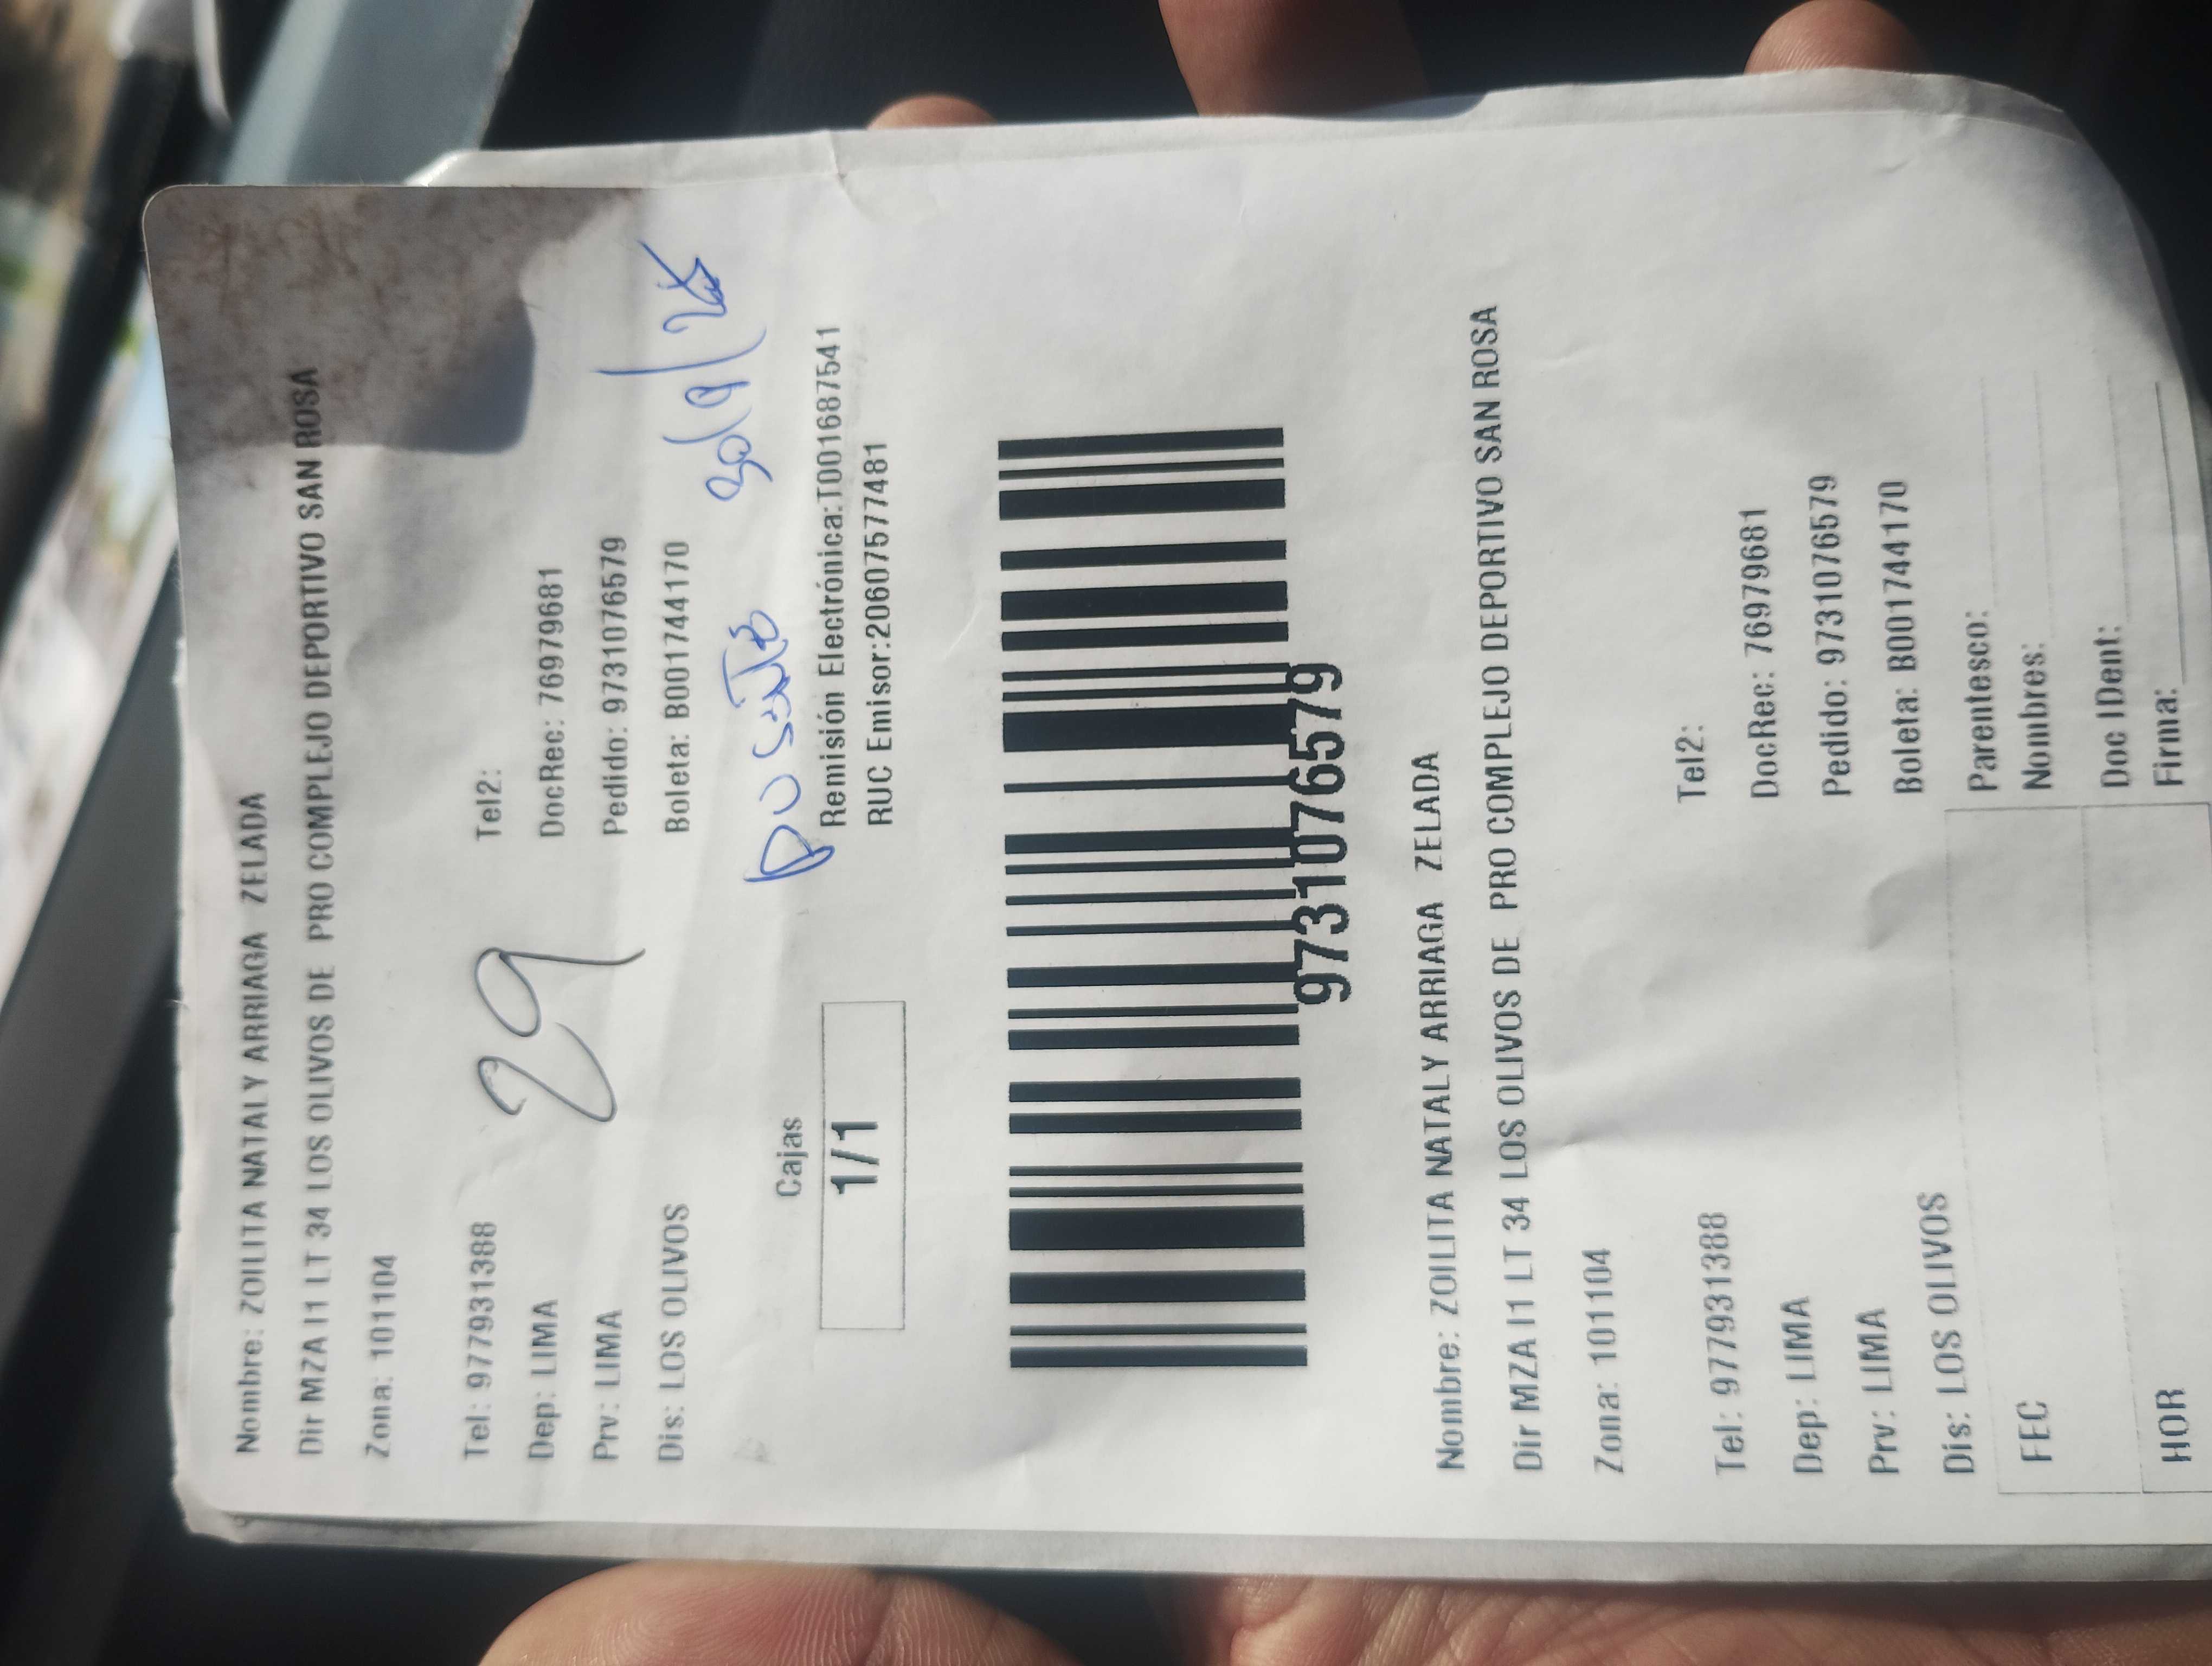 Nombre: ZOILITA NATALY ARRIAGA ZELADA
Dir MZA I1 LT 34 LOS OLIVOS DE PRO COMPLEJO DEPORTIVO SAN ROSA
Zona: 101104
Tel: 977931388 Tel2:
Dep: LIMA DocRec: 76979681
29
Prv: LIMA Pedido: 97310765579
Dis: LOS OLIVOS Boleta: B001744170
Cajas
1/1
Remisión Electrónica:T001687541
RUC Emisor:20607577481
9731076579
Nombre: ZOILITA NATALY ARRIAGA ZELADA
Dir MZA I1 LT 34 LOS OLIVOS DE PRO COMPLEJO DEPORTIVO SAN ROSA
Zona: 101104
Tel: 977931388 Tel2:
Dep: LIMA DocRec: 76979681
Prv: LIMA Pedido: 9731076579
Dis: LOS OLIVOS Boleta: B001744170
FEC Parentesco:
Nombres:
HOR Doc IDent:
Firma: